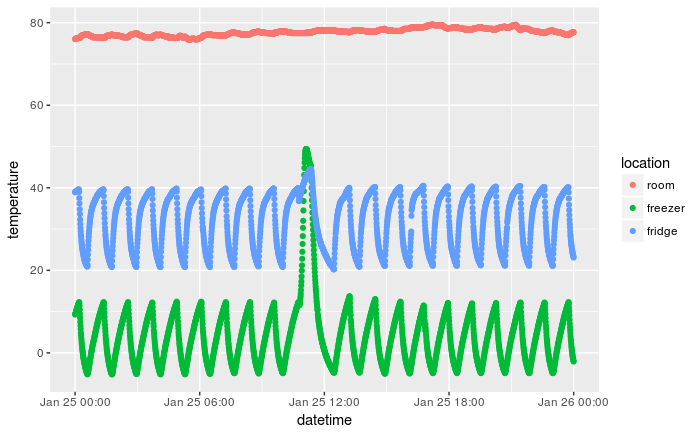 80
60
40
20
0
temperature
Jan 25 00:00
Jan 25 06:00
Jan 25 12:00
Jan 25 18:00
Jan 26 00:00
datetime
location
room
freezer
fridge